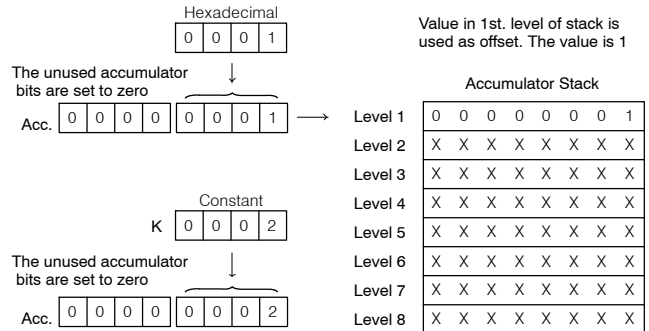 Hexadecimal
0 0 0 1
The unused accumulator
bits are set to zero
Acc. 0 0 0 0 0 0 0 1
Constant
K 0 0 0 2
The unused accumulator
bits are set to zero
Acc. 0 0 0 0 0 0 0 2
Value in 1st. level of stack is
used as offset. The value is 1
Accumulator Stack
Level 1 0 0 0 0 0 0 0 1
Level 2 X X X X X X X X
Level 3 X X X X X X X X
Level 4 X X X X X X X X
Level 5 X X X X X X X X
Level 6 X X X X X X X X
Level 7 X X X X X X X X
Level 8 X X X X X X X X